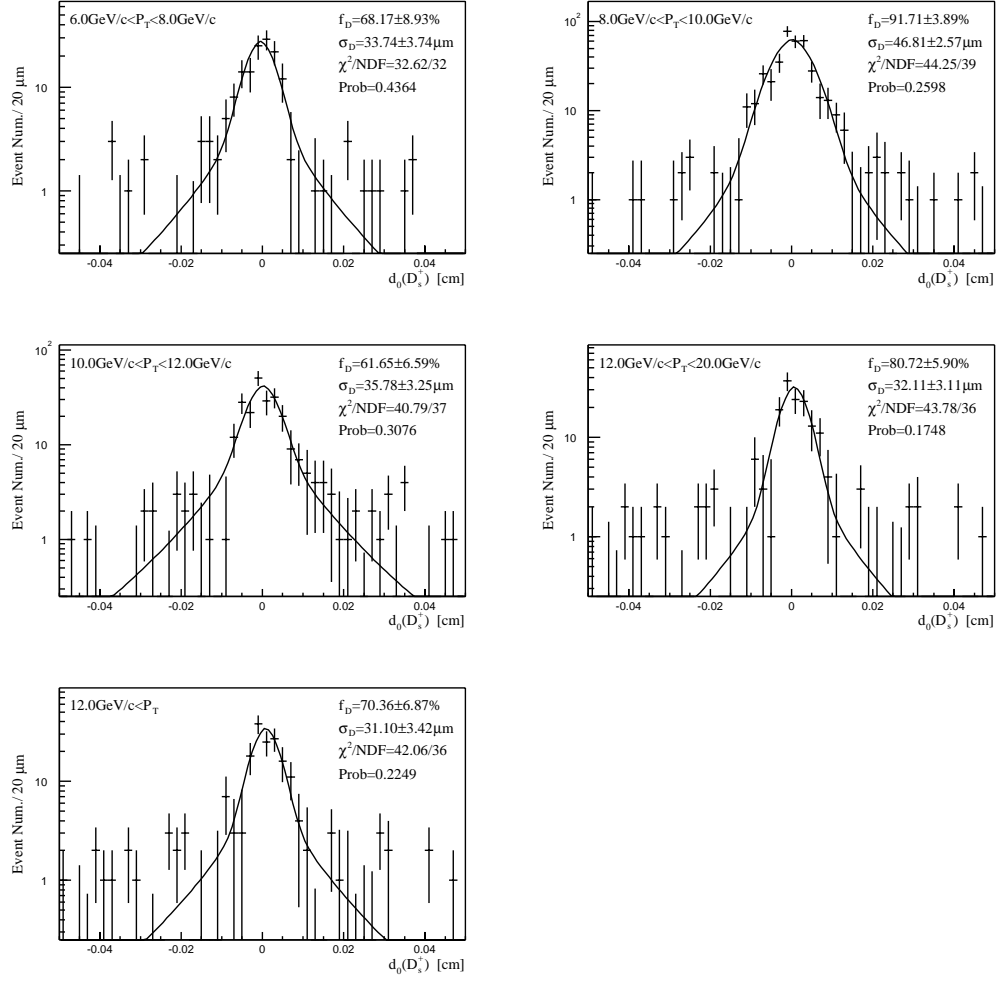 6.0GeV/c<P_T<8.0GeV/c
f_D=68.17±8.93%
σ_D=33.74±3.74μm
χ²/NDF=32.62/32
Prob=0.4364
Event Num./ 20 μm
10
1
-0.04 -0.02 0 0.02 0.04
d_0(D_s^+) [cm]
8.0GeV/c<P_T<10.0GeV/c
f_D=91.71±3.89%
σ_D=46.81±2.57μm
χ²/NDF=44.25/39
Prob=0.2598
Event Num./ 20 μm
10²
10
1
-0.04 -0.02 0 0.02 0.04
d_0(D_s^+) [cm]
10.0GeV/c<P_T<12.0GeV/c
f_D=61.65±6.59%
σ_D=35.78±3.25μm
χ²/NDF=40.79/37
Prob=0.3076
Event Num./ 20 μm
10²
10
1
-0.04 -0.02 0 0.02 0.04
d_0(D_s^+) [cm]
12.0GeV/c<P_T<20.0GeV/c
f_D=80.72±5.90%
σ_D=32.11±3.11μm
χ²/NDF=43.78/36
Prob=0.1748
Event Num./ 20 μm
10
1
-0.04 -0.02 0 0.02 0.04
d_0(D_s^+) [cm]
12.0GeV/c<P_T
f_D=70.36±6.87%
σ_D=31.10±3.42μm
χ²/NDF=42.06/36
Prob=0.2249
Event Num./ 20 μm
10
1
-0.04 -0.02 0 0.02 0.04
d_0(D_s^+) [cm]